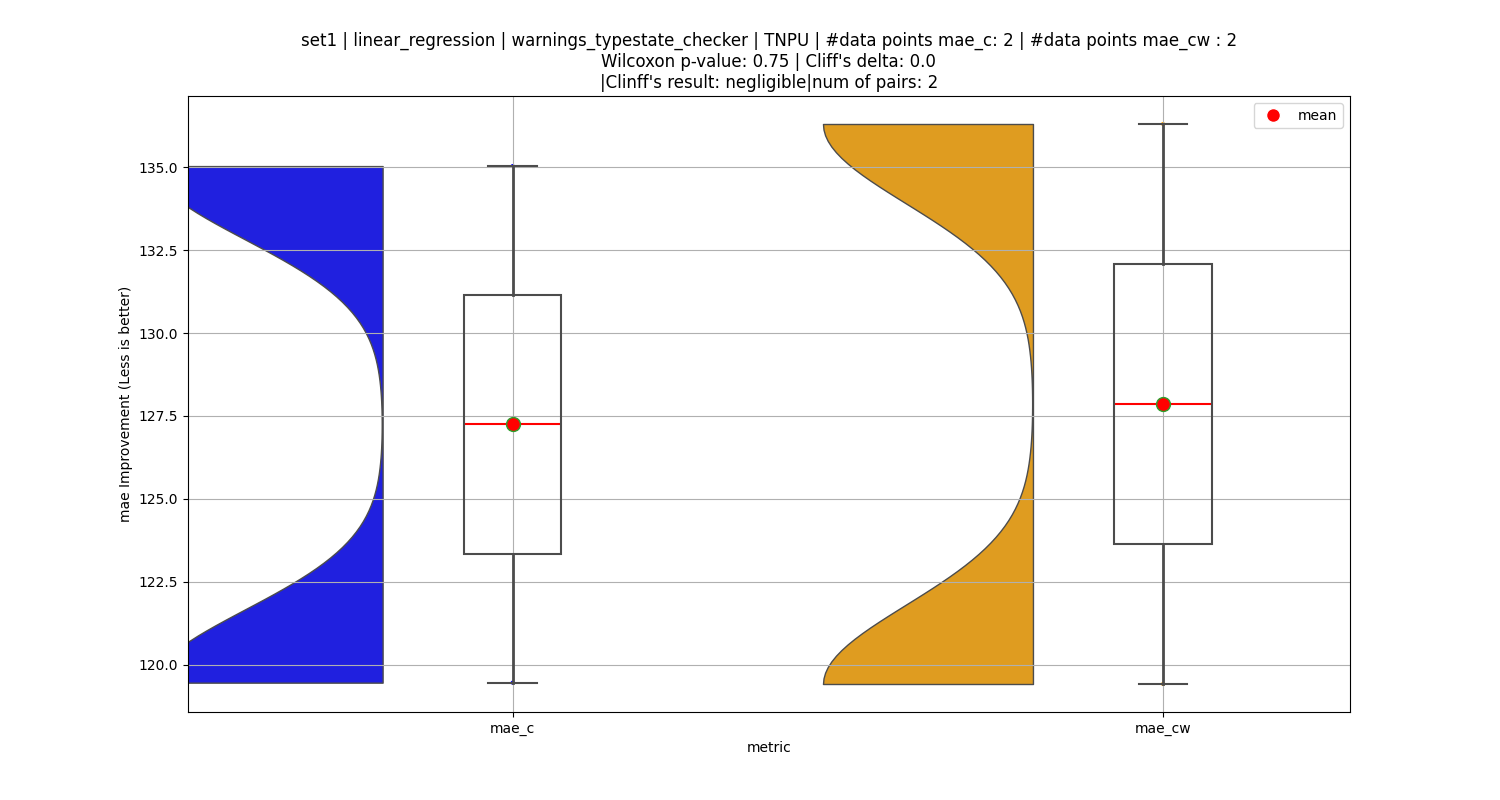 set1 | linear_regression | warnings_typestate_checker | TNPU | #data points mae_c: 2 | #data points mae_cw : 2
Wilcoxon p-value: 0.75 | Cliff's delta: 0.0
|Clinff's result: negligible|num of pairs: 2
mean
135.0
132.5
130.0
127.5
125.0
122.5
120.0
mae Improvement (Less is better)
mae_c
mae_cw
metric